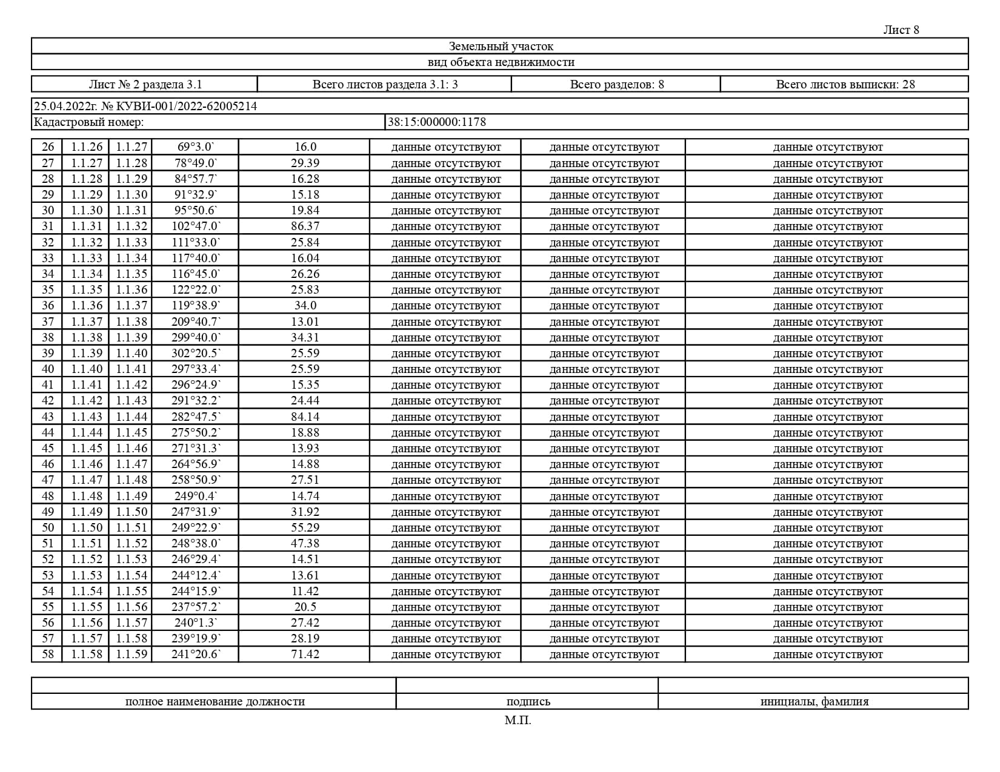 Лист 8
Земельный участок
вид объекта недвижимости
Лист № 2 раздела 3.1 Всего листов раздела 3.1: 3 Всего разделов: 8 Всего листов выписки: 28
25.04.2022г. № КУВИ-001/2022-62005214
Кадастровый номер: 38:15:000000:1178
26 1.1.26 1.1.27 69°3.0` 16.0 данные отсутствуют данные отсутствуют данные отсутствуют
27 1.1.27 1.1.28 78°49.0` 29.39 данные отсутствуют данные отсутствуют данные отсутствуют
28 1.1.28 1.1.29 84°57.7` 16.28 данные отсутствуют данные отсутствуют данные отсутствуют
29 1.1.29 1.1.30 91°32.9` 15.18 данные отсутствуют данные отсутствуют данные отсутствуют
30 1.1.30 1.1.31 95°50.6` 19.84 данные отсутствуют данные отсутствуют данные отсутствуют
31 1.1.31 1.1.32 102°47.0` 86.37 данные отсутствуют данные отсутствуют данные отсутствуют
32 1.1.32 1.1.33 111°33.0` 25.84 данные отсутствуют данные отсутствуют данные отсутствуют
33 1.1.33 1.1.34 117°40.0` 16.04 данные отсутствуют данные отсутствуют данные отсутствуют
34 1.1.34 1.1.35 116°45.0` 26.26 данные отсутствуют данные отсутствуют данные отсутствуют
35 1.1.35 1.1.36 122°22.0` 25.83 данные отсутствуют данные отсутствуют данные отсутствуют
36 1.1.36 1.1.37 119°38.9` 34.0 данные отсутствуют данные отсутствуют данные отсутствуют
37 1.1.37 1.1.38 209°40.7` 13.01 данные отсутствуют данные отсутствуют данные отсутствуют
38 1.1.38 1.1.39 299°40.0` 34.31 данные отсутствуют данные отсутствуют данные отсутствуют
39 1.1.39 1.1.40 302°20.5` 25.59 данные отсутствуют данные отсутствуют данные отсутствуют
40 1.1.40 1.1.41 297°33.4` 25.59 данные отсутствуют данные отсутствуют данные отсутствуют
41 1.1.41 1.1.42 296°24.9` 15.35 данные отсутствуют данные отсутствуют данные отсутствуют
42 1.1.42 1.1.43 291°32.2` 24.44 данные отсутствуют данные отсутствуют данные отсутствуют
43 1.1.43 1.1.44 282°47.5` 84.14 данные отсутствуют данные отсутствуют данные отсутствуют
44 1.1.44 1.1.45 275°50.2` 18.88 данные отсутствуют данные отсутствуют данные отсутствуют
45 1.1.45 1.1.46 271°31.3` 13.93 данные отсутствуют данные отсутствуют данные отсутствуют
46 1.1.46 1.1.47 264°56.9` 14.88 данные отсутствуют данные отсутствуют данные отсутствуют
47 1.1.47 1.1.48 258°50.9` 27.51 данные отсутствуют данные отсутствуют данные отсутствуют
48 1.1.48 1.1.49 249°0.4` 14.74 данные отсутствуют данные отсутствуют данные отсутствуют
49 1.1.49 1.1.50 247°31.9` 31.92 данные отсутствуют данные отсутствуют данные отсутствуют
50 1.1.50 1.1.51 249°22.9` 55.29 данные отсутствуют данные отсутствуют данные отсутствуют
51 1.1.51 1.1.52 248°38.0` 47.38 данные отсутствуют данные отсутствуют данные отсутствуют
52 1.1.52 1.1.53 246°29.4` 14.51 данные отсутствуют данные отсутствуют данные отсутствуют
53 1.1.53 1.1.54 244°12.4` 13.61 данные отсутствуют данные отсутствуют данные отсутствуют
54 1.1.54 1.1.55 244°15.9` 11.42 данные отсутствуют данные отсутствуют данные отсутствуют
55 1.1.55 1.1.56 237°57.2` 20.5 данные отсутствуют данные отсутствуют данные отсутствуют
56 1.1.56 1.1.57 240°1.3` 27.42 данные отсутствуют данные отсутствуют данные отсутствуют
57 1.1.57 1.1.58 239°19.9` 28.19 данные отсутствуют данные отсутствуют данные отсутствуют
58 1.1.58 1.1.59 241°20.6` 71.42 данные отсутствуют данные отсутствуют данные отсутствуют
полное наименование должности подпись инициалы, фамилия
М.П.